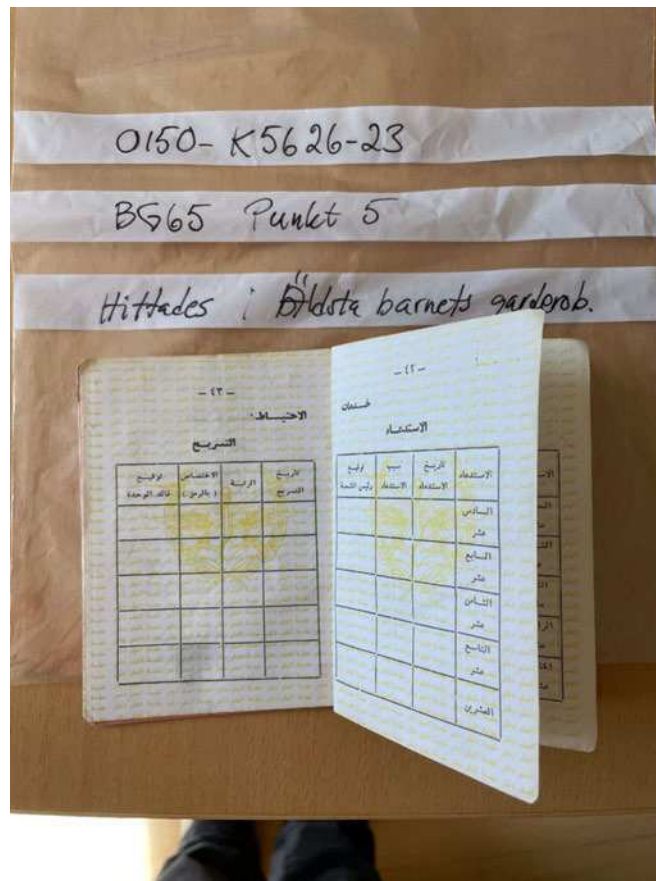 0150-K5626-23
BG65 Punkt 5
Hittades i Äldsta barnets garderob.
— ٤٢ —
خدمات
الاحتياط
الاستدعاء
الاستدعاء
تاريخ الاستدعاء
سبب الاستدعاء
توقيع رئيس الشعبة
السادس عشر
السابع عشر
الثامن عشر
التاسع عشر
العشرين
— ٤٣ —
التسريح
تاريخ التسريح
الرتبة
الاختصاص (بالرمز)
توقيع قائد الوحدة